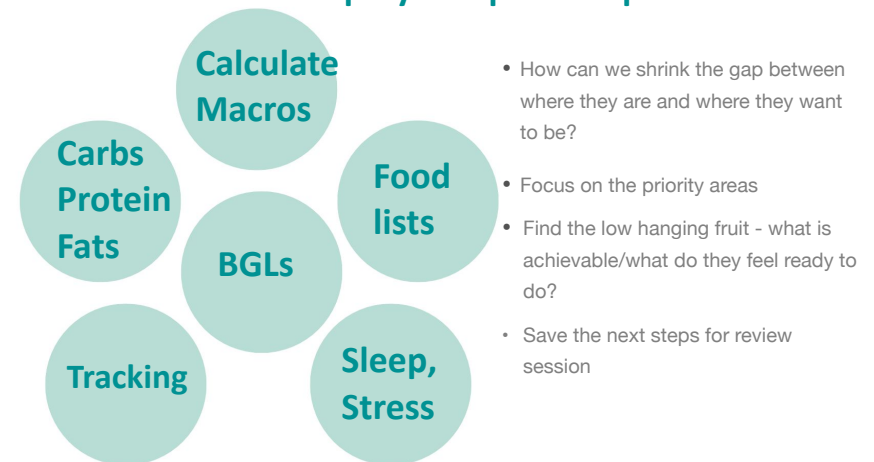 Calculate
Macros
Carbs
Protein
Fats
Food
lists
BGLs
Tracking
Sleep,
Stress
• How can we shrink the gap between
where they are and where they want
to be?
• Focus on the priority areas
• Find the low hanging fruit - what is
achievable/what do they feel ready to
do?
• Save the next steps for review
session